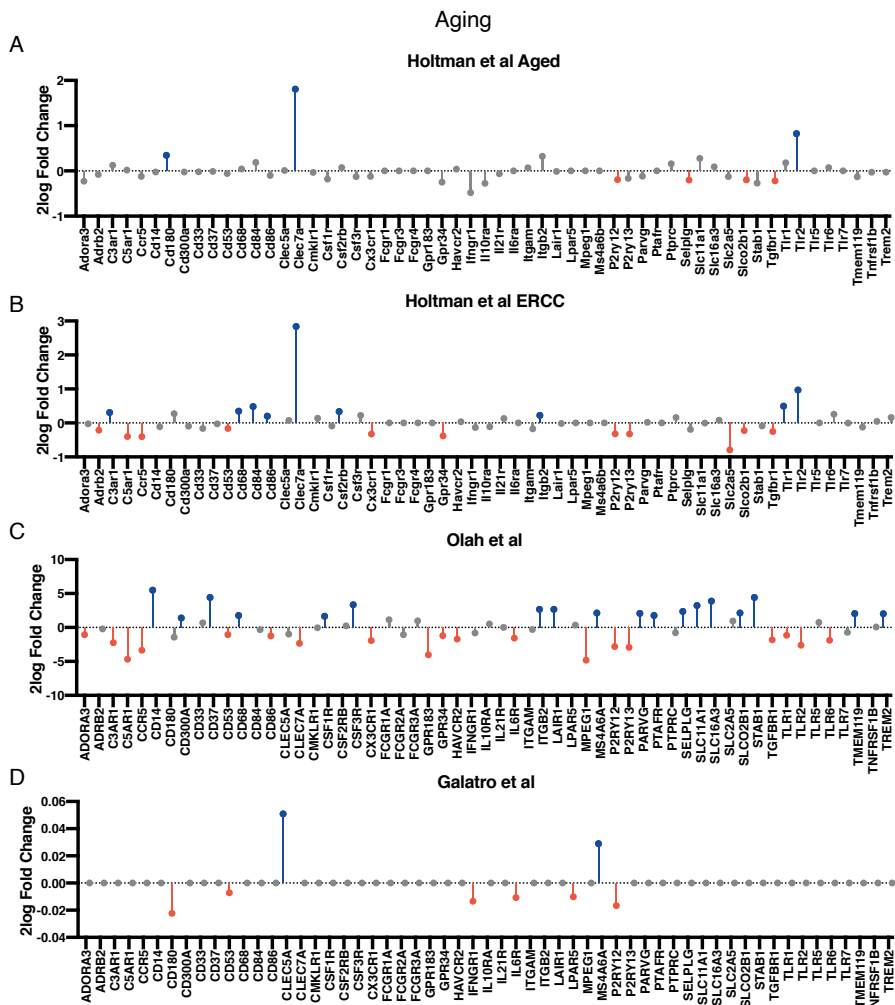 Aging
A
Holtman et al Aged
2log Fold Change
2
1
0
-1
Adora3
Adrb2
C3ar1
C5ar1
Ccr5
Cd14
Cd180
Cd300a
Cd33
Cd37
Cd53
Cd68
Cd84
Cd86
Clec5a
Clec7a
Cmklr1
Csf1r
Csf2rb
Csf3r
Cx3cr1
Fcgr1
Fcgr3
Fcgr4
Gpr183
Gpr34
Havcr2
Ifngr1
Il10ra
Il21r
Il6ra
Itgam
Itgb2
Lair1
Lpar5
Mpeg1
Ms4a6b
P2ry12
P2ry13
Parvg
Ptafr
Ptprc
Selplg
Slc11a1
Slc16a3
Slc2a5
Slco2b1
Stab1
Tgfbr1
Tlr1
Tlr2
Tlr5
Tlr6
Tlr7
Tmem119
Tnfrsf1b
Trem2
B
Holtman et al ERCC
2log Fold Change
3
2
1
0
-1
Adora3
Adrb2
C3ar1
C5ar1
Ccr5
Cd14
Cd180
Cd300a
Cd33
Cd37
Cd53
Cd68
Cd84
Cd86
Clec5a
Clec7a
Cmklr1
Csf1r
Csf2rb
Csf3r
Cx3cr1
Fcgr1
Fcgr3
Fcgr4
Gpr183
Gpr34
Havcr2
Ifngr1
Il10ra
Il21r
Il6ra
Itgam
Itgb2
Lair1
Lpar5
Mpeg1
Ms4a6b
P2ry12
P2ry13
Parvg
Ptafr
Ptprc
Selplg
Slc11a1
Slc16a3
Slc2a5
Slco2b1
Stab1
Tgfbr1
Tlr1
Tlr2
Tlr5
Tlr6
Tlr7
Tmem119
Tnfrsf1b
Trem2
C
Olah et al
2log Fold Change
10
5
0
-5
-10
ADORA3
ADRB2
C3AR1
C5AR1
CCR5
CD14
CD180
CD300A
CD33
CD37
CD53
CD68
CD84
CD86
CLEC5A
CLEC7A
CMKLR1
CSF1R
CSF2RB
CSF3R
CX3CR1
FCGR1A
FCGR2A
FCGR3A
GPR183
GPR34
HAVCR2
IFNGR1
IL10RA
IL21R
IL6R
ITGAM
ITGB2
LAIR1
LPAR5
MPEG1
MS4A6A
P2RY12
P2RY13
PARVG
PTAFR
PTPRC
SELPLG
SLC11A1
SLC16A3
SLC2A5
SLCO2B1
STAB1
TGFBR1
TLR1
TLR2
TLR5
TLR6
TLR7
TMEM119
TNFRSF1B
TREM2
D
Galatro et al
2log Fold Change
0.06
0.04
0.02
0.00
-0.02
-0.04
ADORA3
ADRB2
C3AR1
C5AR1
CCR5
CD14
CD180
CD300A
CD33
CD37
CD53
CD68
CD84
CD86
CLEC5A
CLEC7A
CMKLR1
CSF1R
CSF2RB
CSF3R
CX3CR1
FCGR1A
FCGR2A
FCGR3A
GPR183
GPR34
HAVCR2
IFNGR1
IL10RA
IL21R
IL6R
ITGAM
ITGB2
LAIR1
LPAR5
MPEG1
MS4A6A
P2RY12
P2RY13
PARVG
PTAFR
PTPRC
SELPLG
SLC11A1
SLC16A3
SLC2A5
SLCO2B1
STAB1
TGFBR1
TLR1
TLR2
TLR5
TLR6
TLR7
TMEM119
TNFRSF1B
TREM2